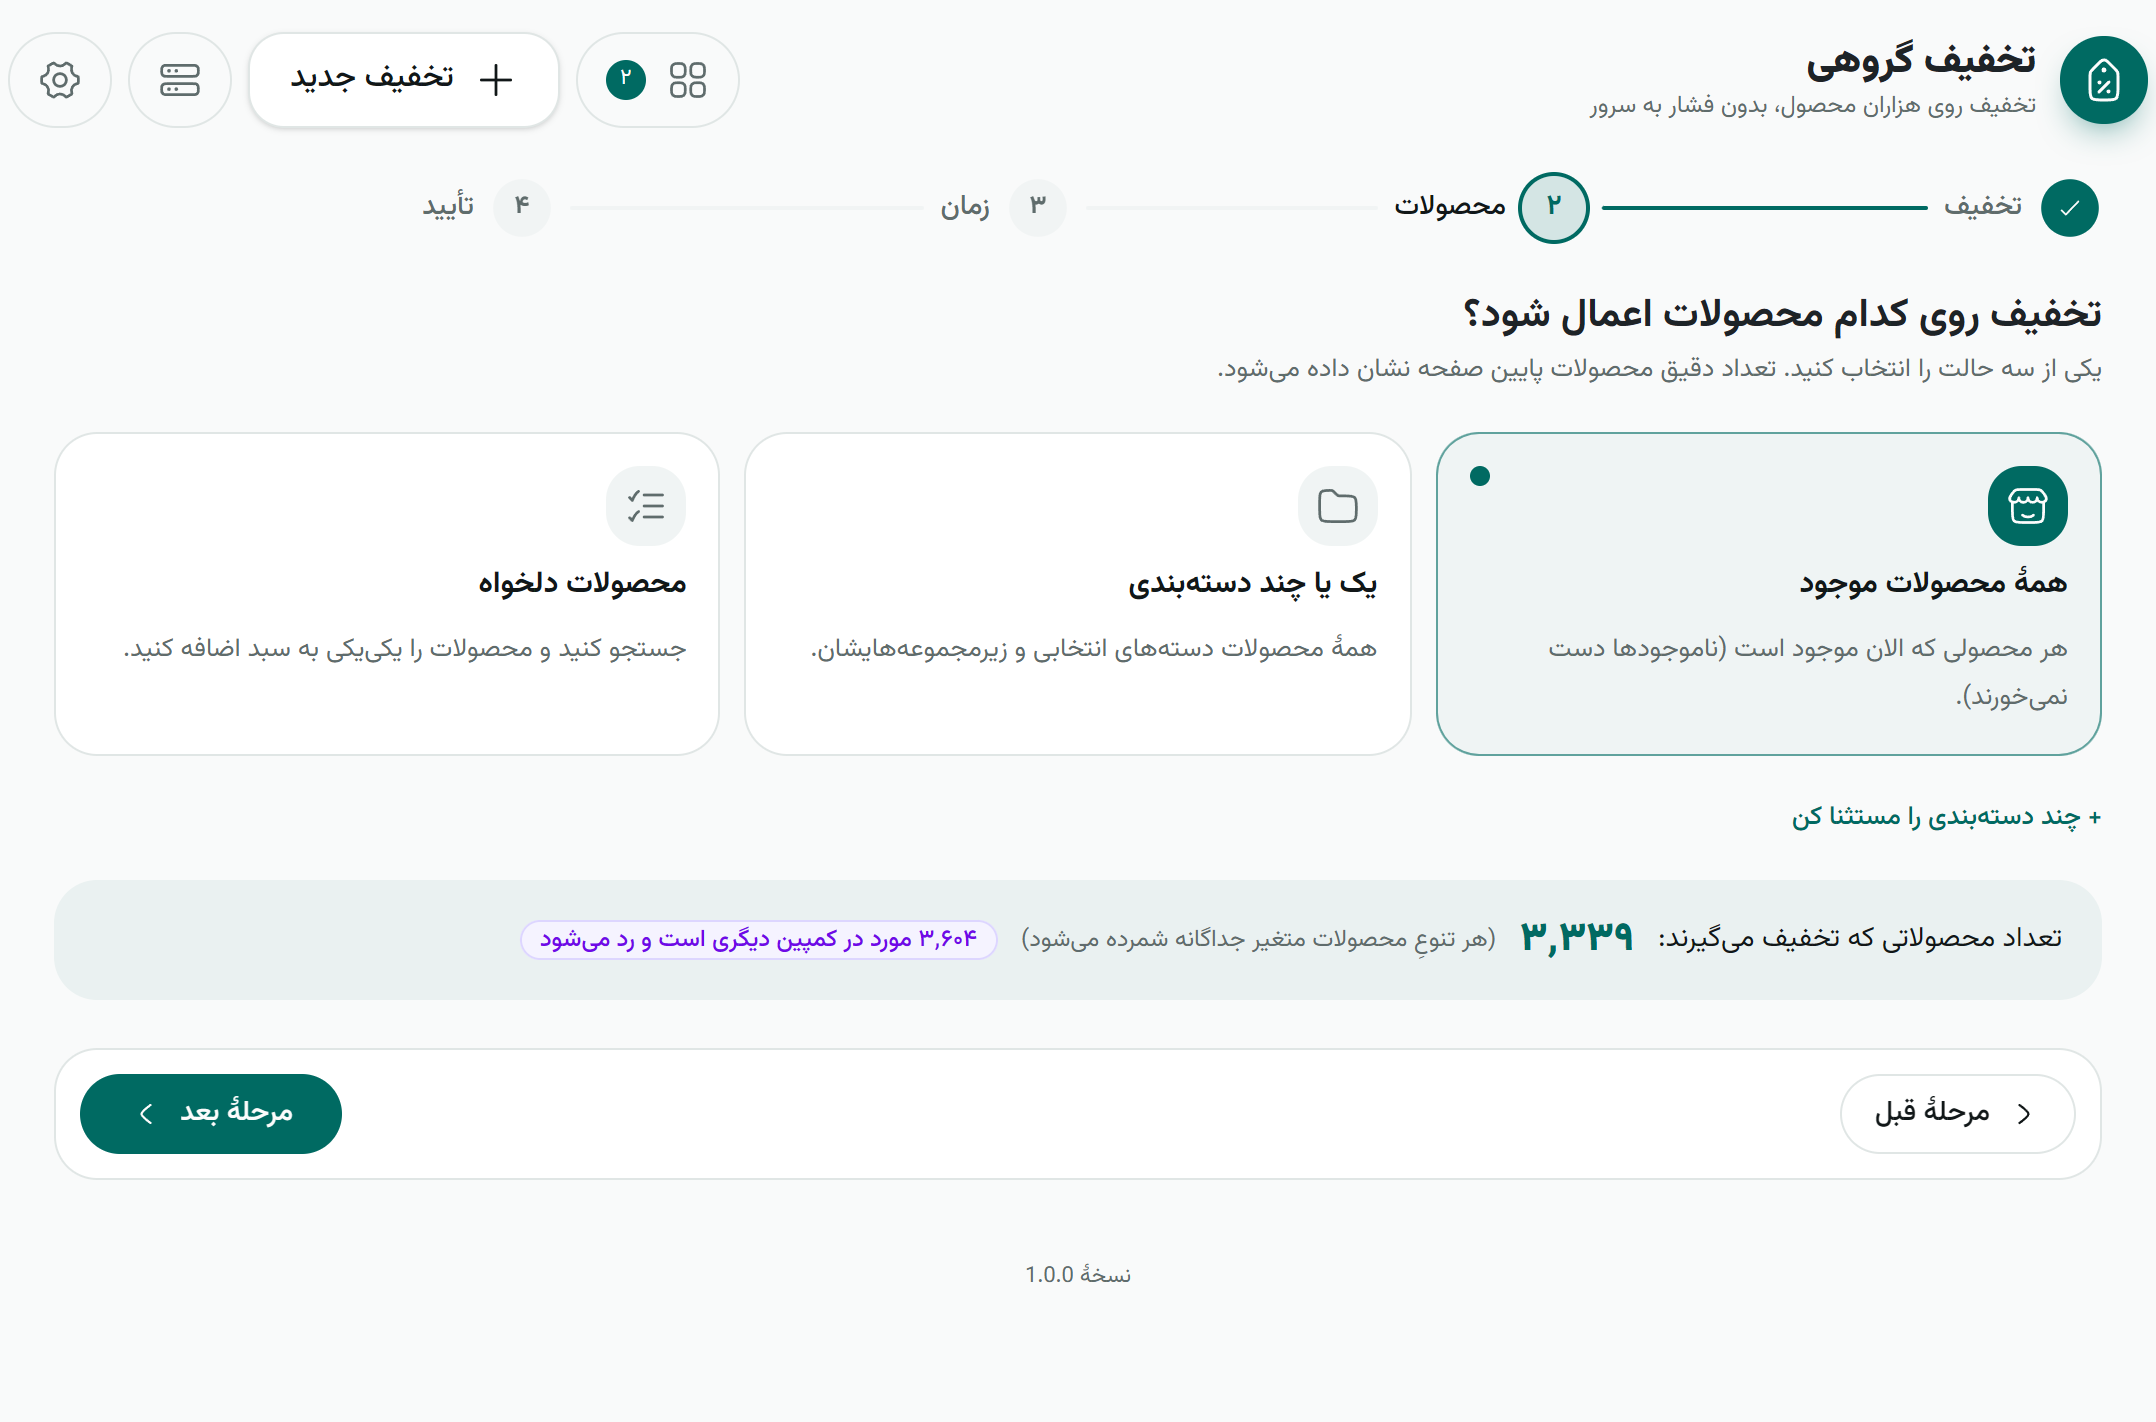 تخفیف گروهی
تخفیف روی هزاران محصول، بدون فشار به سرور
۲
تخفیف جدید
تخفیف
۲ محصولات
۳ زمان
۴ تأیید
تخفیف روی کدام محصولات اعمال شود؟
یکی از سه حالت را انتخاب کنید. تعداد دقیق محصولات پایین صفحه نشان داده می‌شود.
همهٔ محصولات موجود
هر محصولی که الان موجود است (ناموجودها دست
نمی‌خورند).
یک یا چند دسته‌بندی
همهٔ محصولات دسته‌های انتخابی و زیرمجموعه‌هایشان.
محصولات دلخواه
جستجو کنید و محصولات را یکی‌یکی به سبد اضافه کنید.
+ چند دسته‌بندی را مستثنا کن
تعداد محصولاتی که تخفیف می‌گیرند: ۳,۳۳۹ (هر تنوعِ محصولات متغیر جداگانه شمرده می‌شود) ۳,۶۰۴ مورد در کمپین دیگری است و رد می‌شود
مرحلهٔ قبل
مرحلهٔ بعد
نسخهٔ 1.0.0